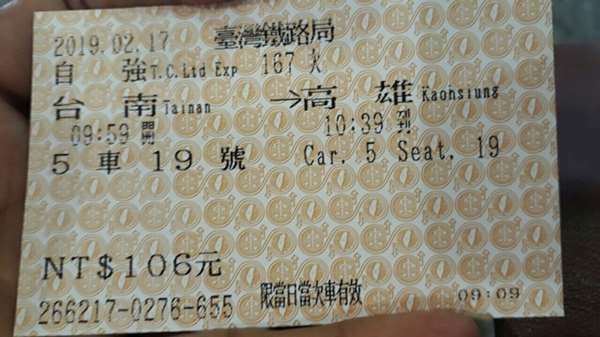 2019.02.17 臺灣鐵路局
自強 T.C.Ltd Exp 167 次
台南 Tainan →高雄 Kaohsiung
09:59 開 10:39 到
5 車 19 號 Car. 5 Seat. 19
NT$106元
266217-0276-655 限當日當次車有效 09:09